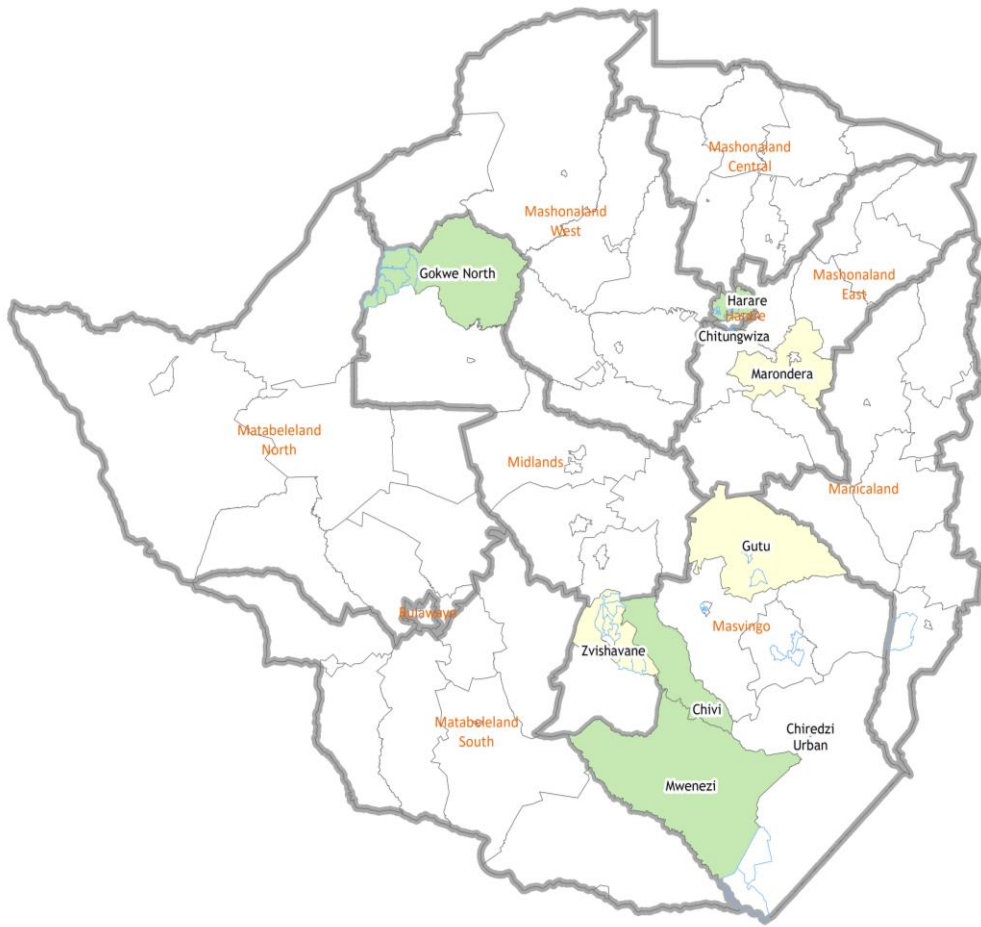 Mashonaland
Central
Mashonaland
West
Gokwe North
Mashonaland
East
Harare
Harare
Chitungwiza
Marondera
Matabeleland
North
Midlands
Manicaland
Gutu
Bulawayo
Masvingo
Zvishavane
Chivi
Matabeleland
South
Chiredzi
Urban
Mwenezi